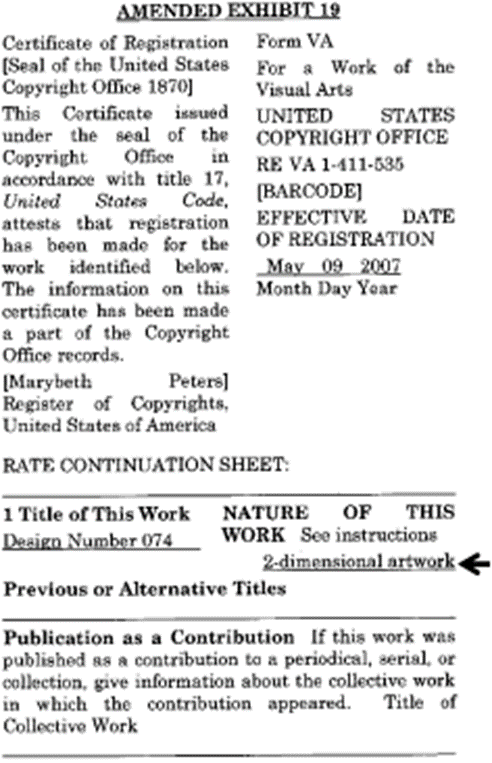 AMENDED EXHIBIT 19
Certificate of Registration
[Seal of the United States
Copyright Office 1870]
This Certificate issued
under the seal of the
Copyright Office in
accordance with title 17,
United States Code,
attests that registration
has been made for the
work identified below.
The information on this
certificate has been made
a part of the Copyright
Office records.
[Marybeth Peters]
Register of Copyrights,
United States of America
Form VA
For a Work of the
Visual Arts
UNITED STATES
COPYRIGHT OFFICE
RE VA 1-411-535
[BARCODE]
EFFECTIVE DATE
OF REGISTRATION
May 09 2007
Month Day Year
RATE CONTINUATION SHEET:
1 Title of This Work
Design Number 074
NATURE OF THIS
WORK See instructions
2-dimensional artwork
Previous or Alternative Titles
Publication as a Contribution If this work was
published as a contribution to a periodical, serial, or
collection, give information about the collective work
in which the contribution appeared. Title of
Collective Work